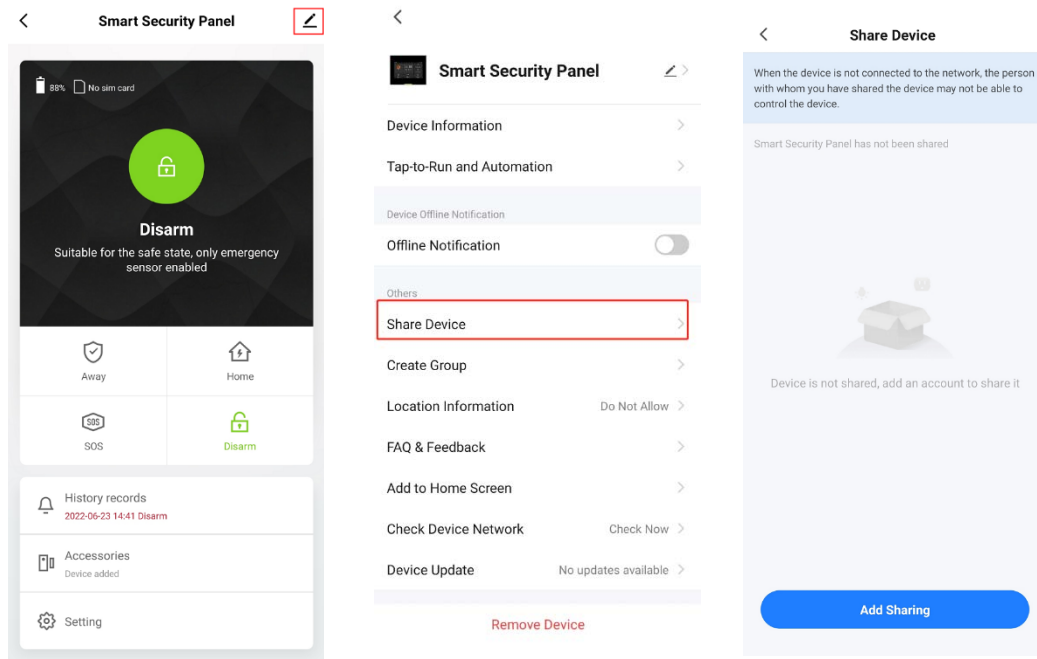 Smart Security Panel
88%
No sim card
Disarm
Suitable for the safe state, only emergency
sensor enabled
Away
Home
SOS
SOS
Disarm
History records
2022-06-23 14:41 Disarm
Accessories
Device added
Setting
Smart Security Panel
Device Information
Tap-to-Run and Automation
Device Offline Notification
Offline Notification
Others
Share Device
Create Group
Location Information Do Not Allow
FAQ & Feedback
Add to Home Screen
Check Device Network Check Now
Device Update No updates available
Remove Device
Share Device
When the device is not connected to the network, the person
with whom you have shared the device may not be able to
control the device.
Smart Security Panel has not been shared
Device is not shared, add an account to share it
Add Sharing